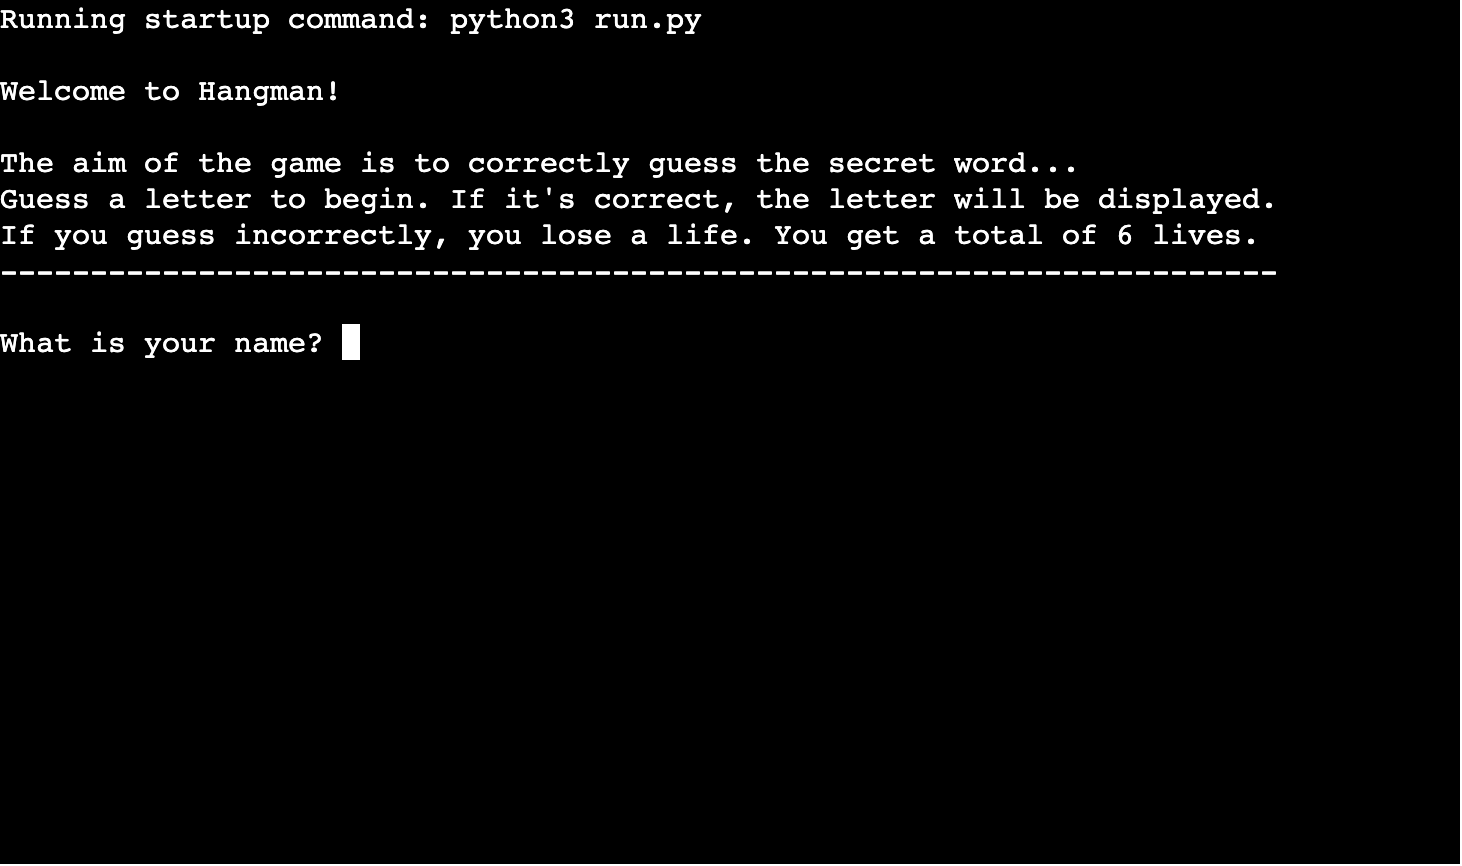 Running startup command: python3 run.py
Welcome to Hangman!
The aim of the game is to correctly guess the secret word...
Guess a letter to begin. If it's correct, the letter will be displayed.
If you guess incorrectly, you lose a life. You get a total of 6 lives.
-----------------------------------------------------------------------
What is your name?